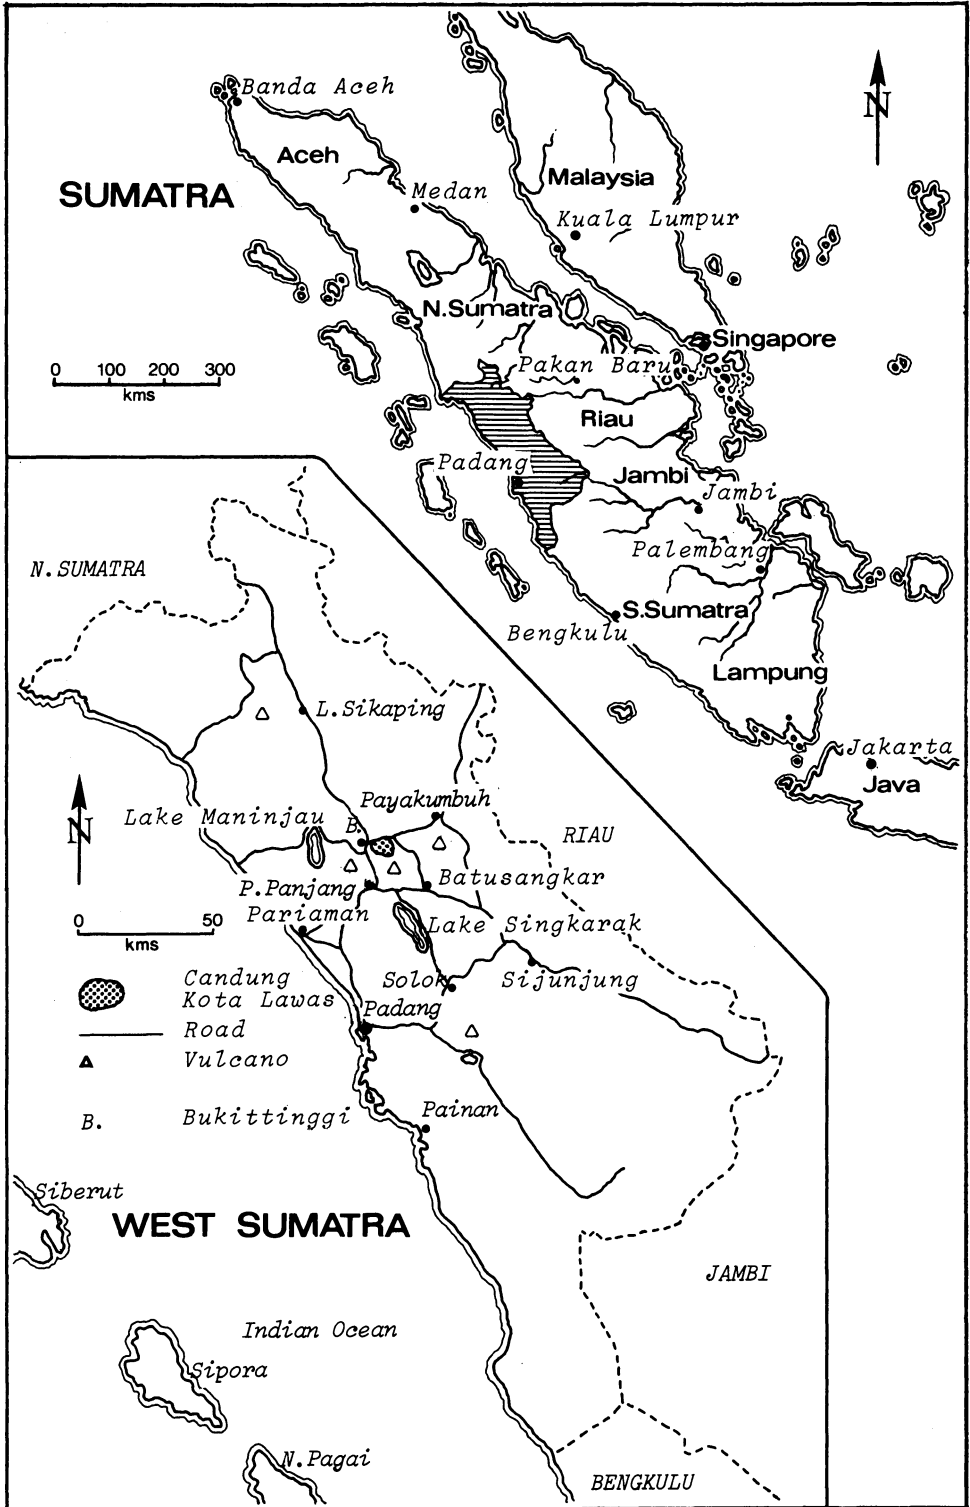 Banda Aceh
N
Aceh
Malaysia
SUMATRA
Medan
Kuala Lumpur
N.Sumatra
Singapore
Pakan Baru
0 100 200 300
kms
Riau
Padang
Jambi
Jambi
Palembang
S.Sumatra
Bengkulu
Lampung
Jakarta
Java
N.SUMATRA
L.Sikaping
Payakumbuh
Lake Maninjau
B.
N
RIAU
P.Panjang
Batusangkar
Pariaman
Lake Singkarak
0 50
kms
Solok
Sijunjung
Candung
Kota Lawas
Padang
Road
Vulcano
Painan
B. Bukittinggi
Siberut
WEST SUMATRA
JAMBI
Indian Ocean
Sipora
N.Pagai
BENGKULU